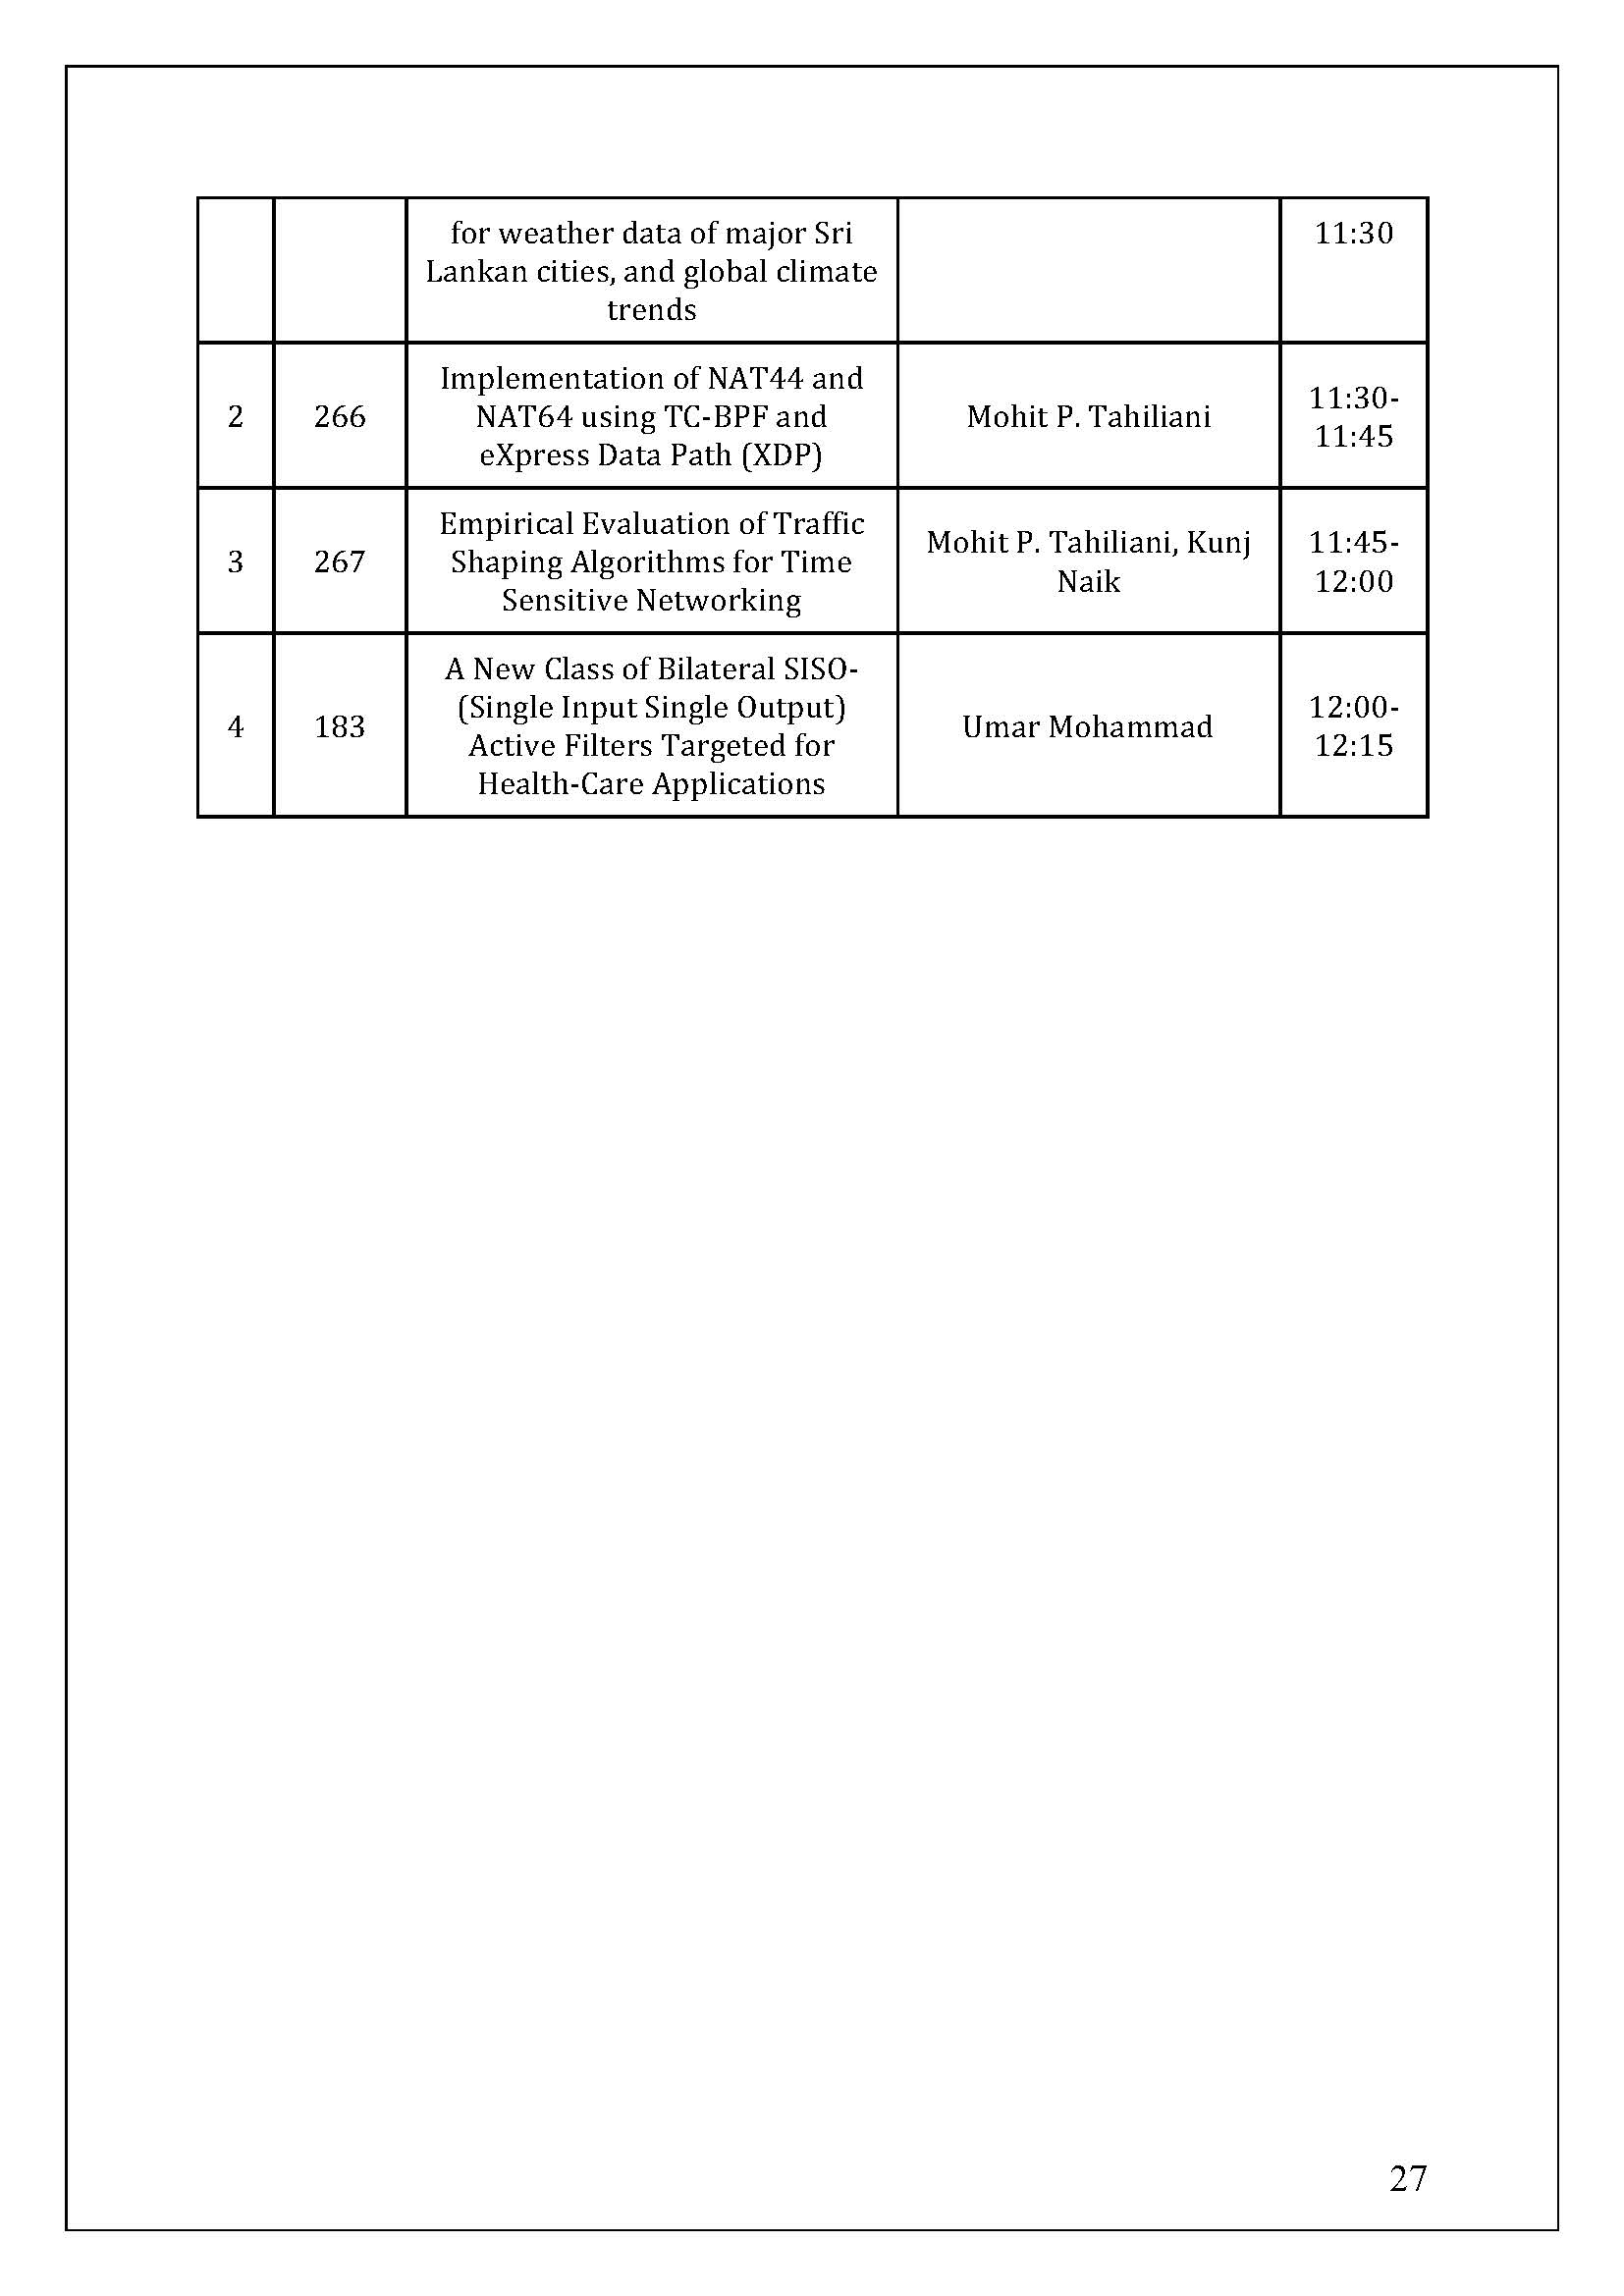 for weather data of major Sri
Lankan cities, and global climate
trends
11:30
2
266
Implementation of NAT44 and
NAT64 using TC-BPF and
eXpress Data Path (XDP)
Mohit P. Tahiliani
11:30-
11:45
3
267
Empirical Evaluation of Traffic
Shaping Algorithms for Time
Sensitive Networking
Mohit P. Tahiliani, Kunj
Naik
11:45-
12:00
4
183
A New Class of Bilateral SISO-
(Single Input Single Output)
Active Filters Targeted for
Health-Care Applications
Umar Mohammad
12:00-
12:15
27